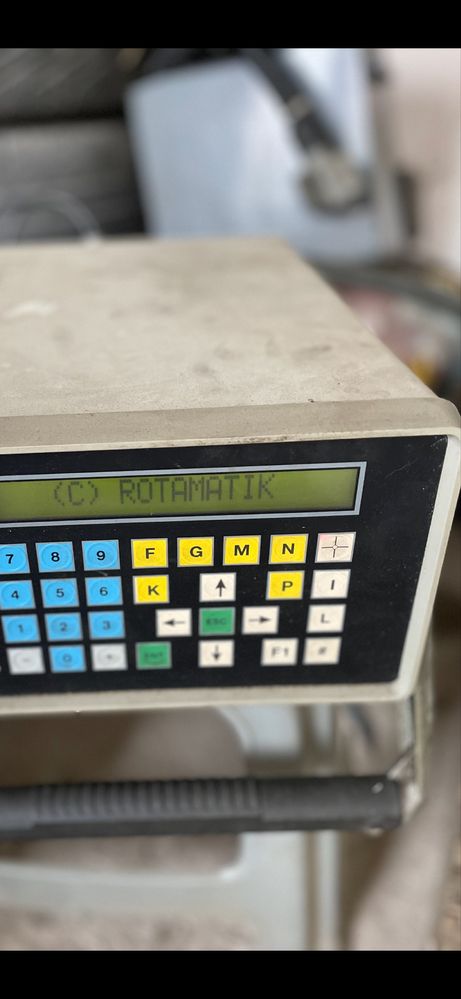 (C) ROTAMATIK
7 8 9 F G M N
4 5 6 K ↑ P I
1 2 3 ← ESC → L
- 0 ↓ F1 #